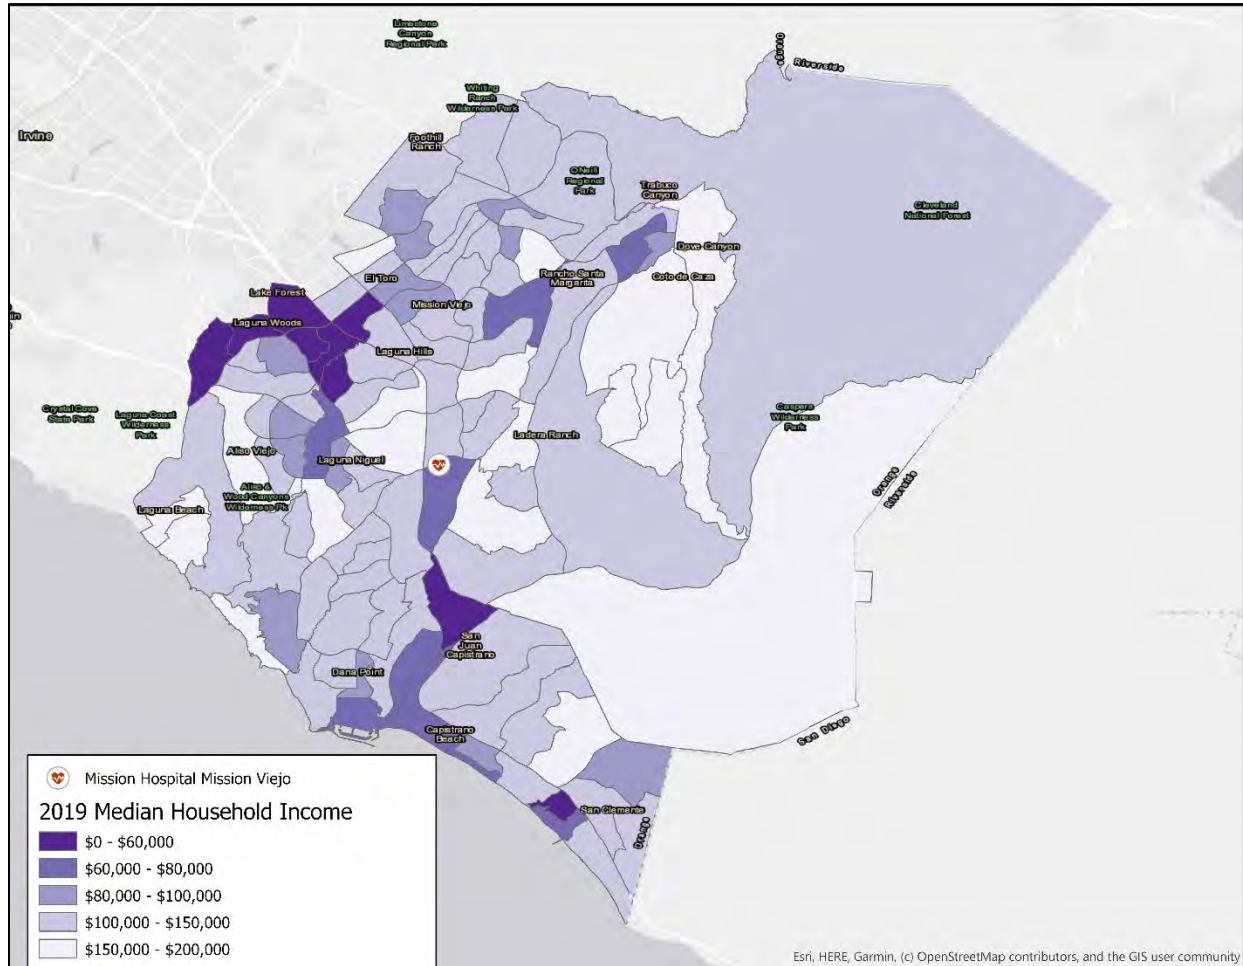 Limestone
Canyon
Regional Park
Orange
Riverside
Whiting
Ranch
Wilderness Park
Irvine
Foothill
Ranch
O'Neill
Regional
Park
Trabuco
Canyon
Cleveland
National Forest
Dove Canyon
El Toro
Rancho Santa
Margarita
Coto de Caza
Lake Forest
Mission Viejo
Laguna Woods
Laguna Hills
Crystal Cove
State Park
Laguna Coast
Wilderness
Park
Caspers
Wilderness
Park
Ladera Ranch
Aliso Viejo
Laguna Niguel
Aliso &
Wood Canyons
Wilderness Pk
Orange
Riverside
Laguna Beach
San
Juan
Capistrano
Dana Point
Capistrano
Beach
San Diego
San Clemente
Orange
Mission Hospital Mission Viejo
2019 Median Household Income
$0 - $60,000
$60,000 - $80,000
$80,000 - $100,000
$100,000 - $150,000
$150,000 - $200,000
Esri, HERE, Garmin, (c) OpenStreetMap contributors, and the GIS user community